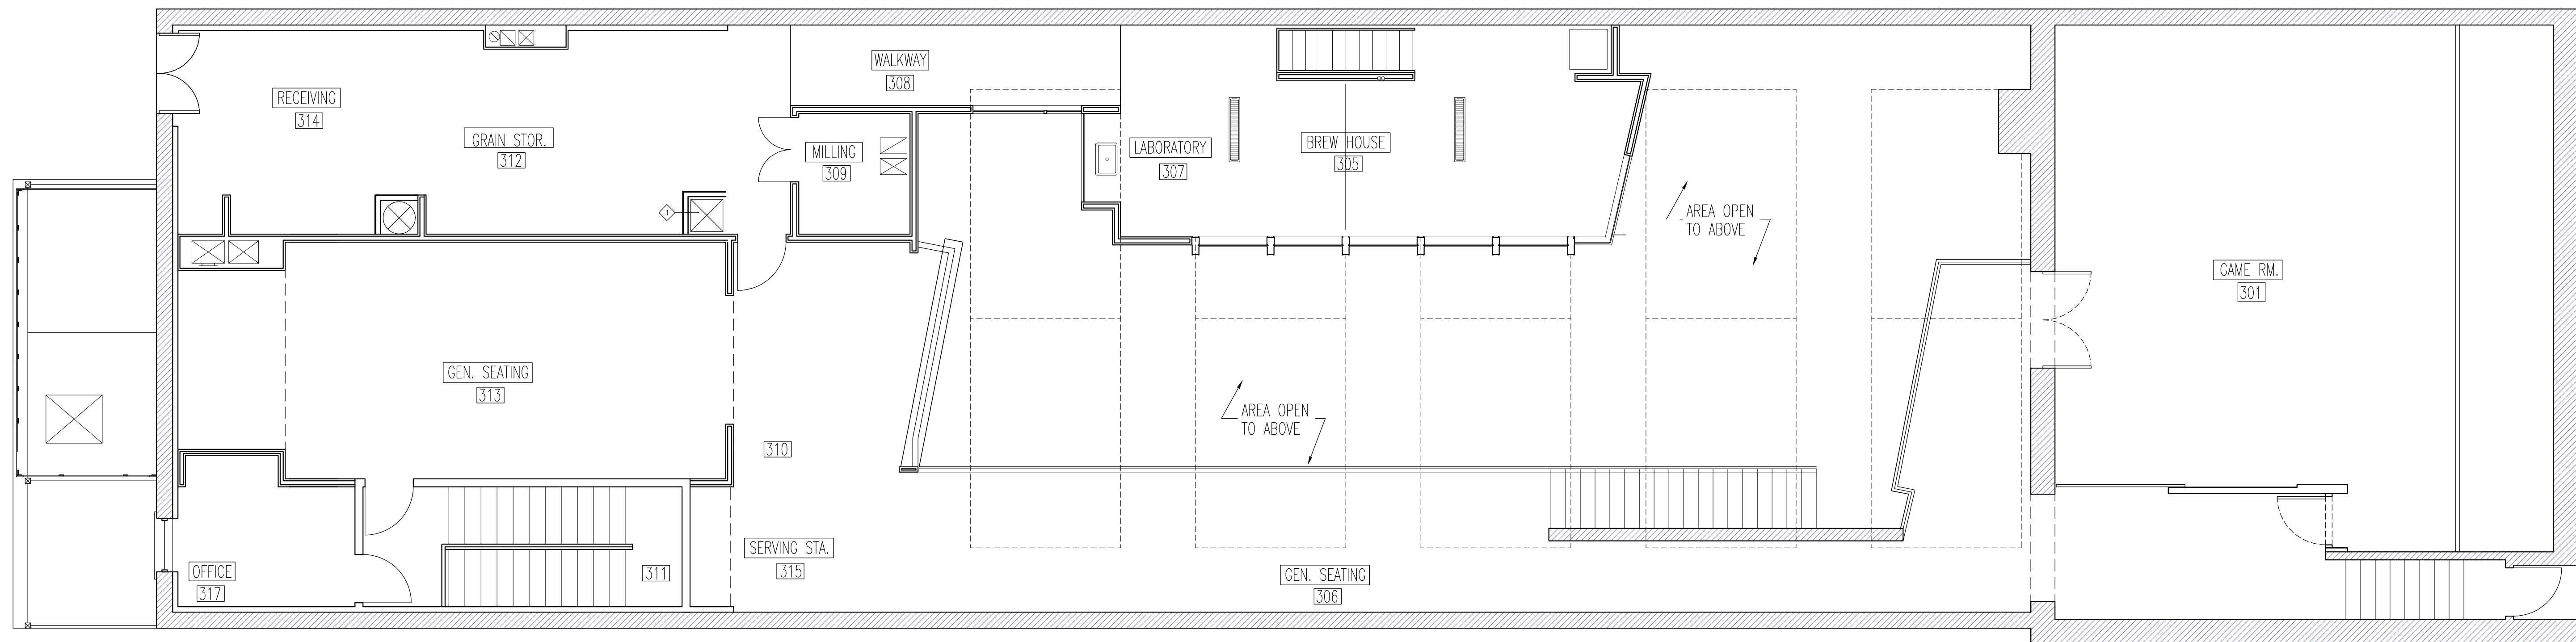 WALKWAY
308
RECEIVING
314
GRAIN STOR.
312
MILLING
309
LABORATORY
307
BREW HOUSE
305
1
AREA OPEN
TO ABOVE
GAME RM.
301
GEN. SEATING
313
AREA OPEN
TO ABOVE
310
SERVING STA.
315
OFFICE
317
311
GEN. SEATING
306